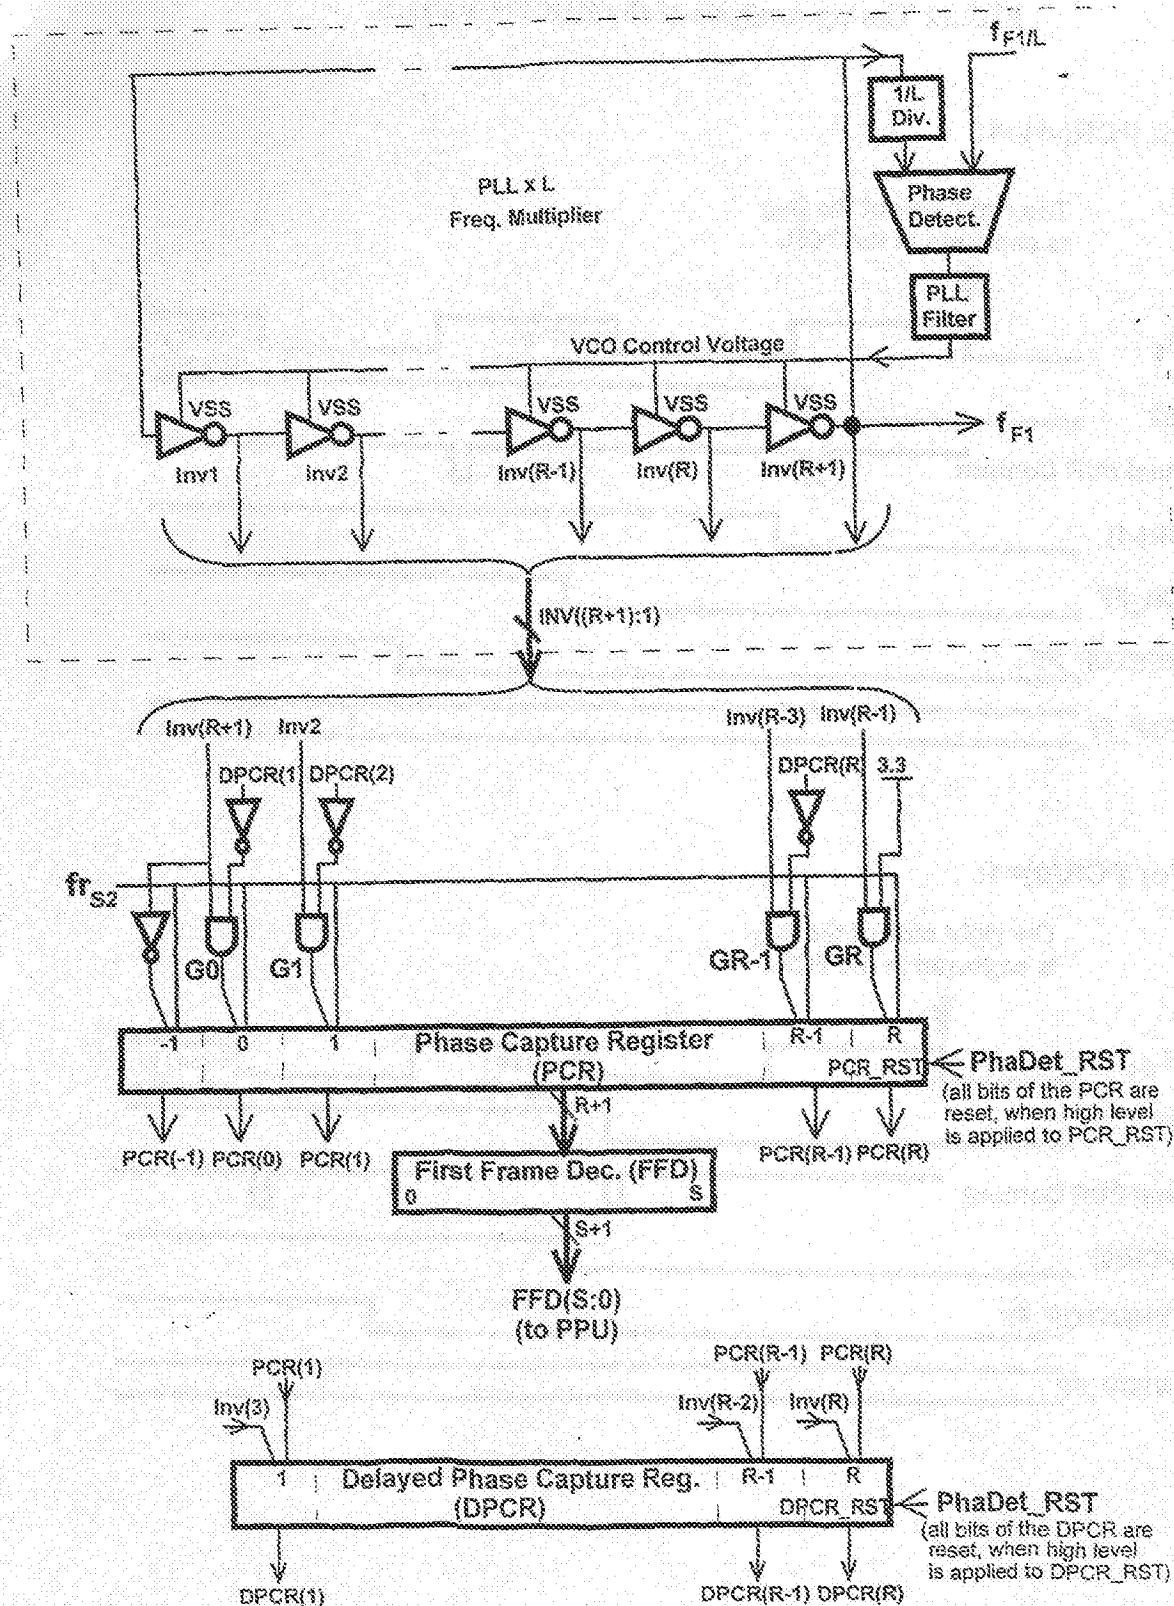 fF1/L
1/L
Div.
PLL x L
Freq. Multiplier
Phase
Detect.
PLL
Filter
VCO Control Voltage
VSS VSS VSS VSS VSS
fF1
Inv1 Inv2 Inv(R-1) Inv(R) Inv(R+1)
INV((R+1):1)
Inv(R+1) Inv2 Inv(R-3) Inv(R-1)
DPCR(1 DPCR(2) DPCR(R 3.3
frS2
G0 G1 GR-1 GR
-1 0 1 Phase Capture Register R-1 R
(PCR) PCR_RST PhaDet_RST
(all bits of the PCR are
reset, when high level
is applied to PCR_RST)
R+1
PCR(-1) PCR(0) PCR(1) PCR(R-1) PCR(R)
First Frame Dec. (FFD)
0 S
S+1
FFD(S:0)
(to PPU)
PCR(1) PCR(R-1) PCR(R)
Inv(3) Inv(R-2) Inv(R)
1 Delayed Phase Capture Reg. R-1 R
(DPCR) DPCR_RST PhaDet_RST
(all bits of the DPCR are
reset, when high level
is applied to DPCR_RST)
DPCR(1) DPCR(R-1) DPCR(R)